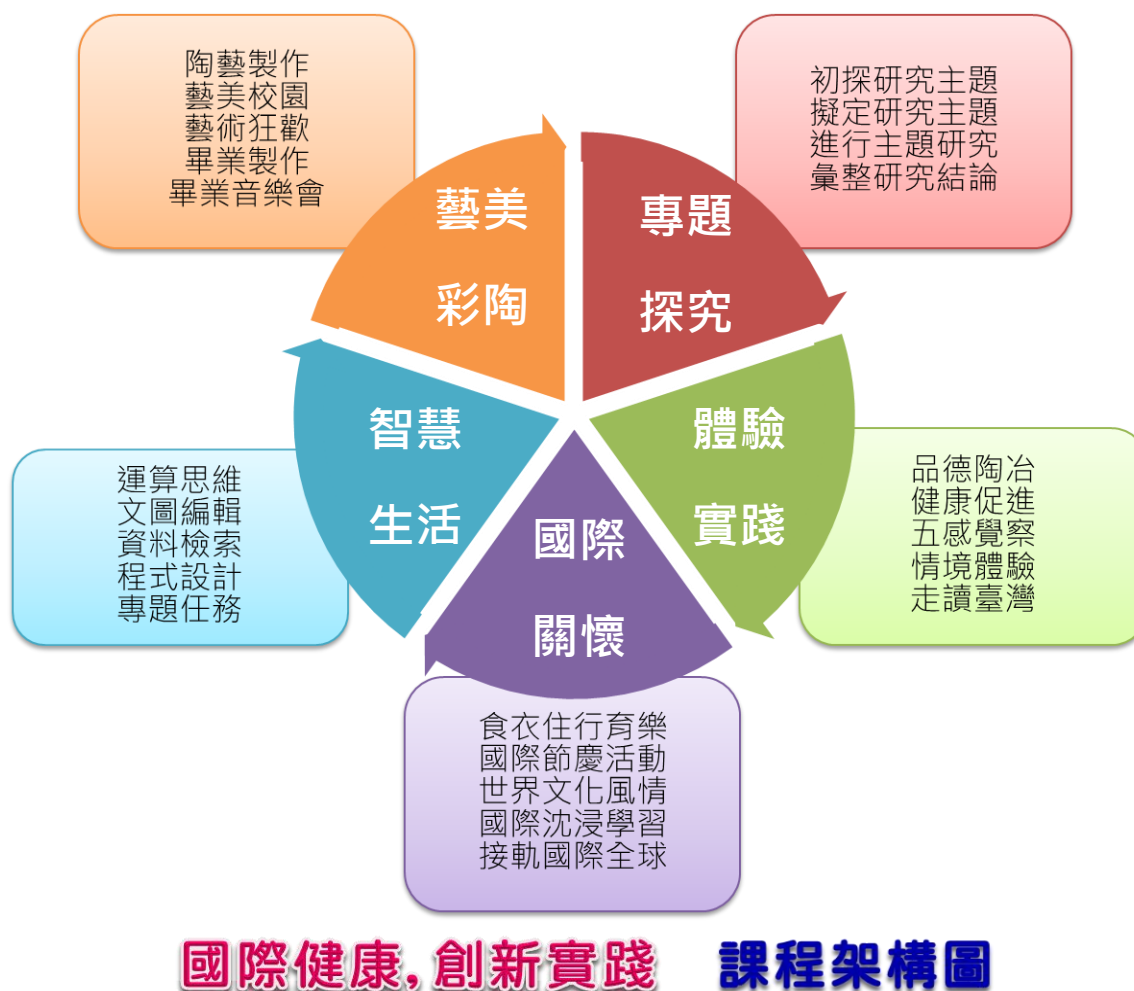 陶藝製作
藝美校園
藝術狂歡
畢業製作
畢業音樂會
初探研究主題
擬定研究主題
進行主題研究
彙整研究結論
藝美
彩陶
專題
探究
智慧
生活
體驗
實踐
國際
關懷
運算思維
文圖編輯
資料檢索
程式設計
專題任務
品德陶冶
健康促進
五感覺察
情境體驗
走讀臺灣
食衣住行育樂
國際節慶活動
世界文化風情
國際沈浸學習
接軌國際全球
國際健康,創新實踐 課程架構圖